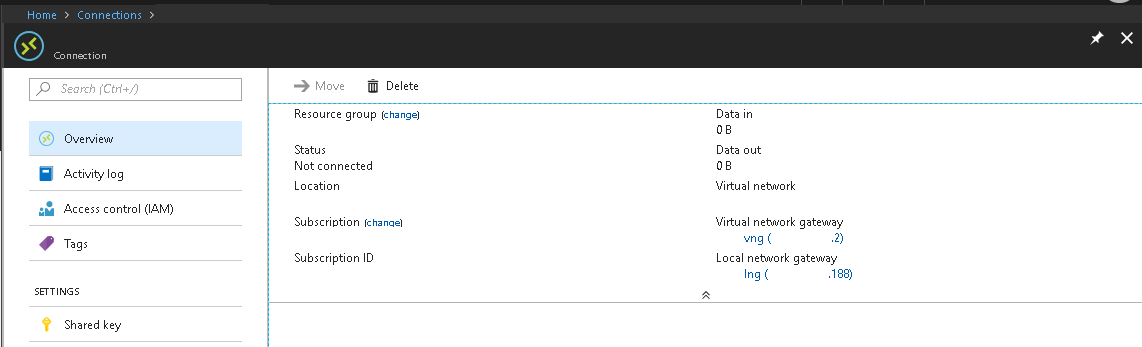 Home > Connections >
Connection
Search (Ctrl+/)
Overview
Activity log
Access control (IAM)
Tags
SETTINGS
Shared key
Move
Delete
Resource group (change)
Status
Not connected
Location
Subscription (change)
Subscription ID
Data in
0 B
Data out
0 B
Virtual network
Virtual network gateway
vng ( .2)
Local network gateway
lng ( .188)